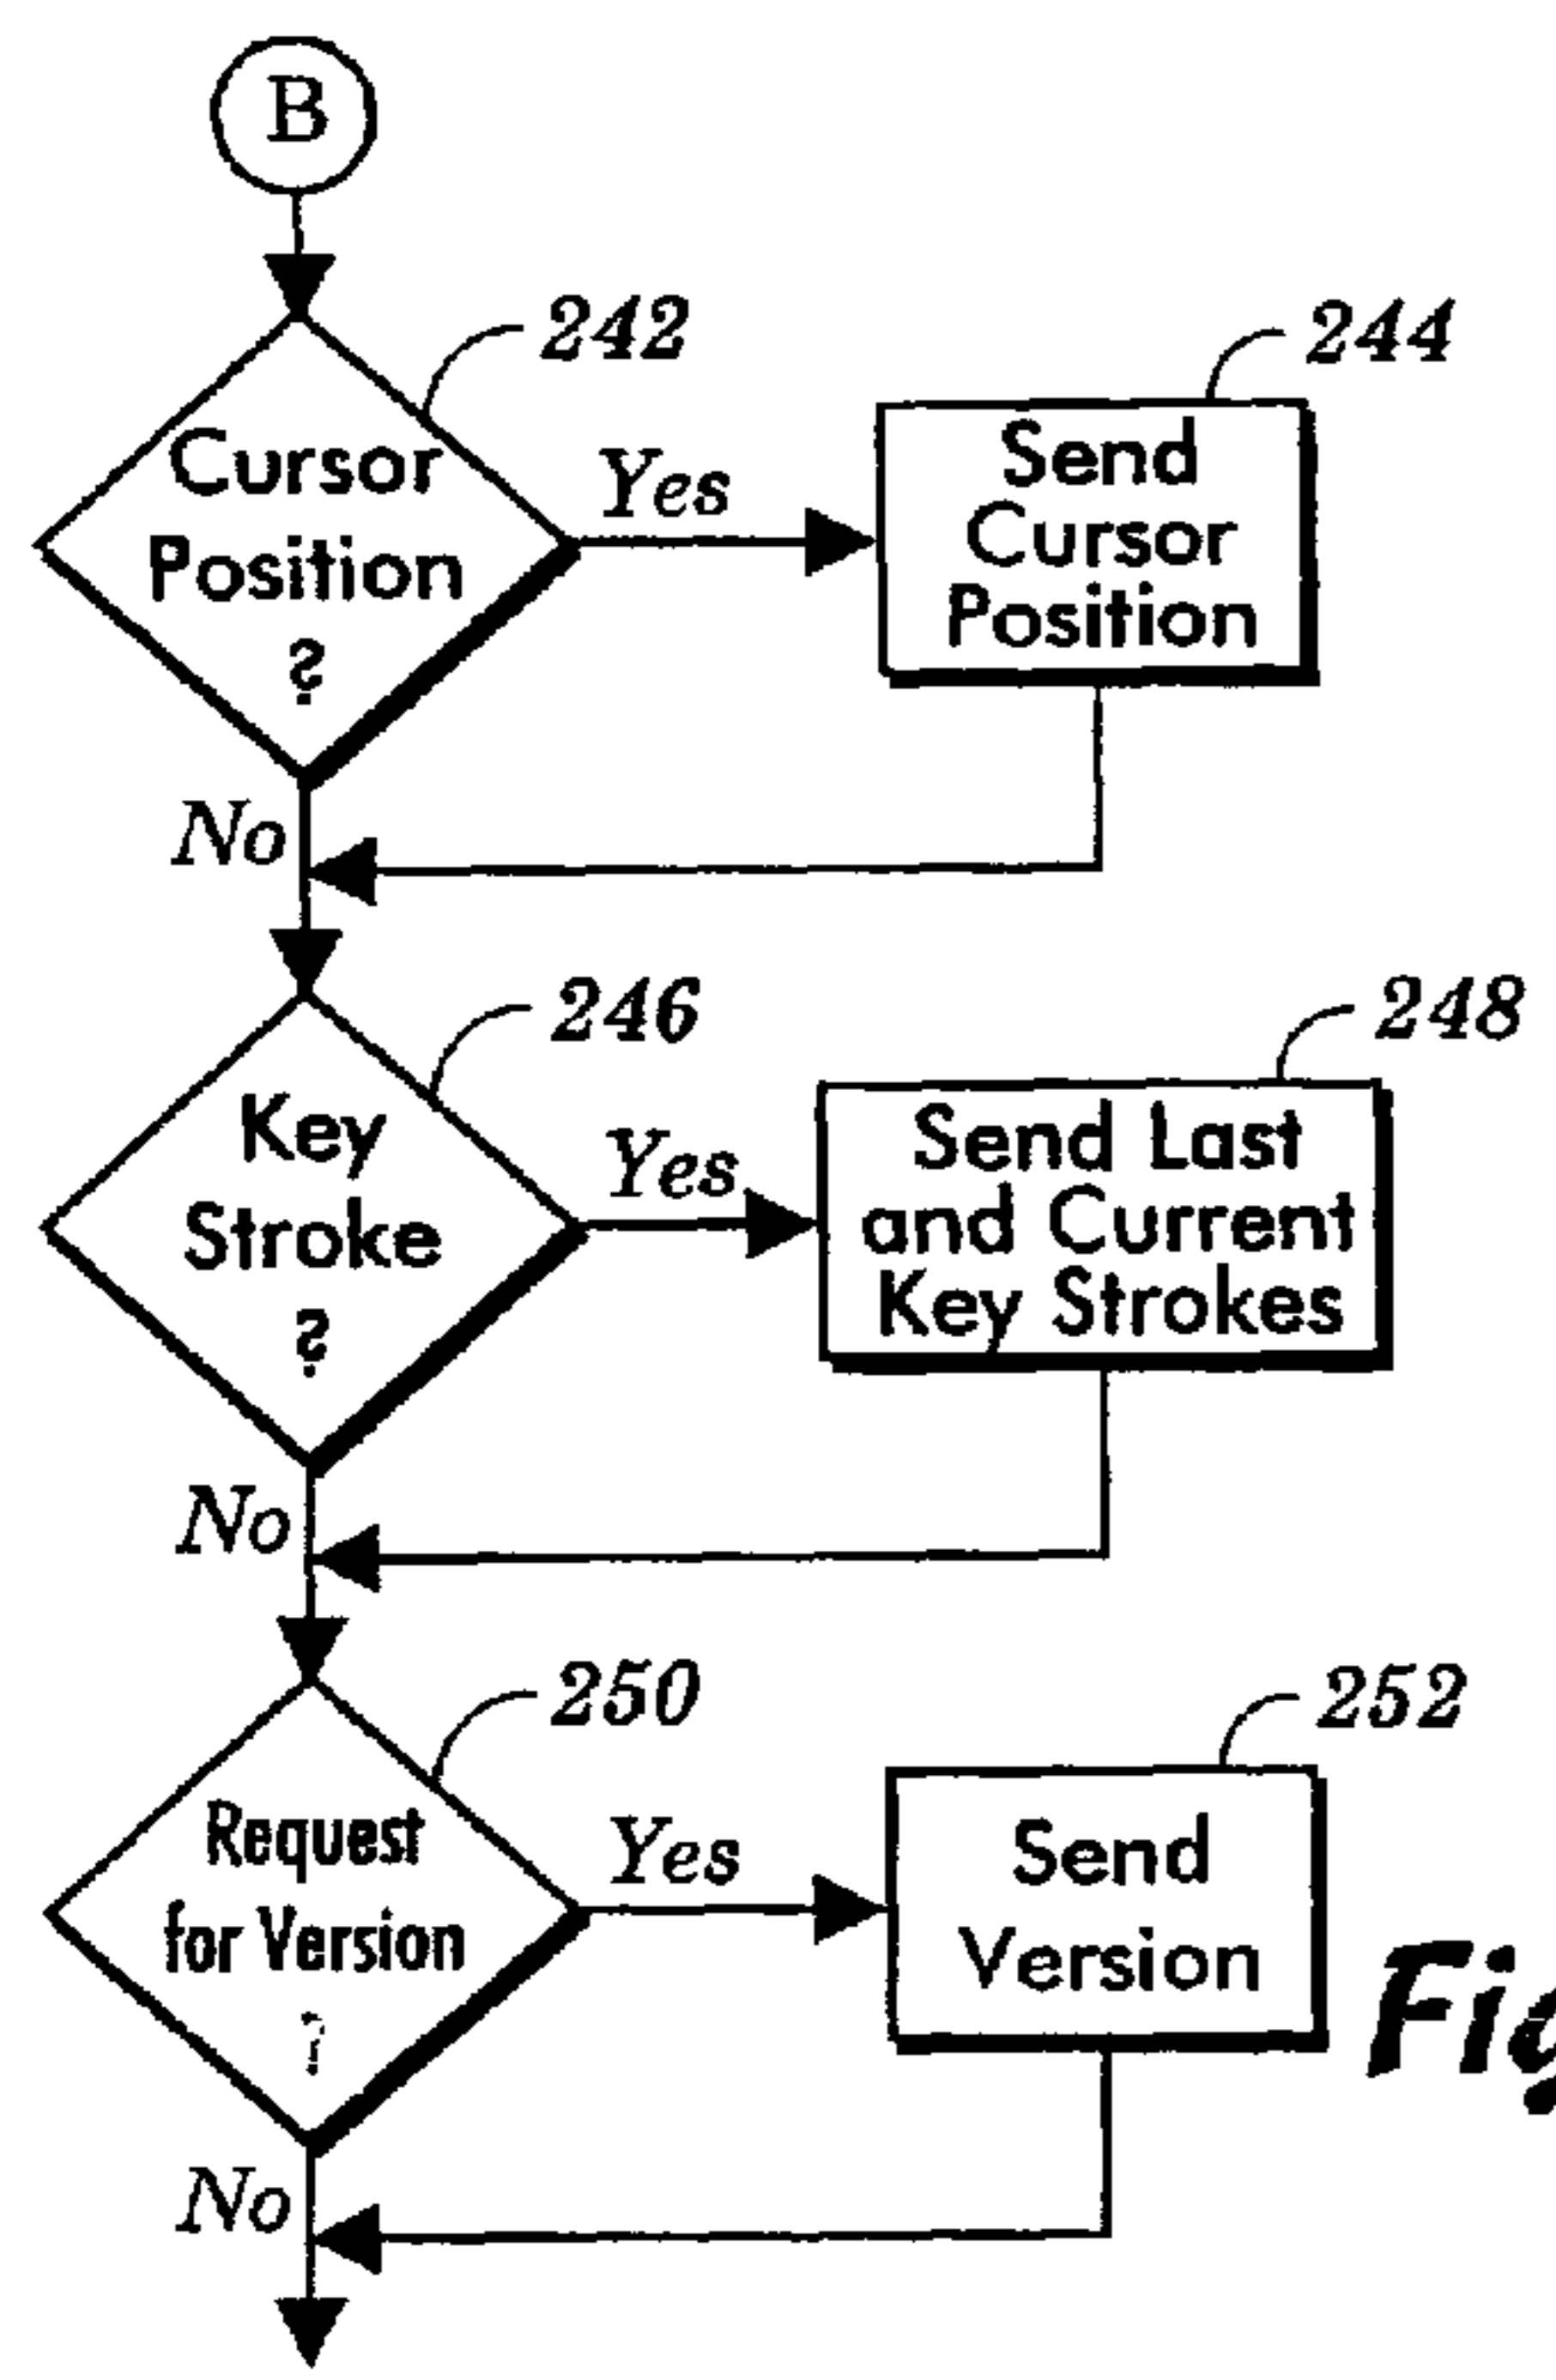 B
242
Cursor
Position
?
Yes
244
Send
Cursor
Position
No
246
Key
Stroke
?
Yes
248
Send Last
and Current
Key Strokes
No
250
Request
for Version
?
Yes
252
Send
Version
No